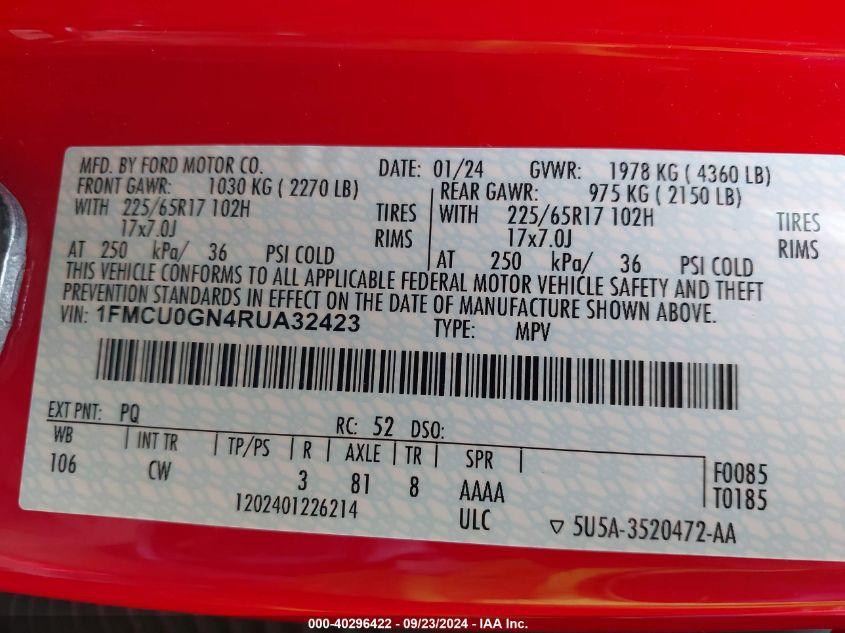 MFD. BY FORD MOTOR CO. DATE: 01/24 GVWR: 1978 KG ( 4360 LB)
FRONT GAWR: 1030 KG ( 2270 LB) REAR GAWR: 975 KG ( 2150 LB)
WITH 225/65R17 102H TIRES WITH 225/65R17 102H TIRES
17x7.0J RIMS 17x7.0J RIMS
AT 250 kPa/ 36 PSI COLD AT 250 kPa/ 36 PSI COLD
THIS VEHICLE CONFORMS TO ALL APPLICABLE FEDERAL MOTOR VEHICLE SAFETY AND THEFT
PREVENTION STANDARDS IN EFFECT ON THE DATE OF MANUFACTURE SHOWN ABOVE.
VIN: 1FMCU0GN4RUA32423 TYPE: MPV
EXT PNT: PQ RC: 52 DSO:
WB INT TR TP/PS R AXLE TR SPR F0085
106 CW 3 81 8 AAAA T0185
1202401226214 ULC ▽ 5U5A-3520472-AA
000-40296422 - 09/23/2024 - IAA Inc.